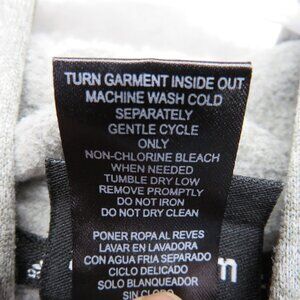 TURN GARMENT INSIDE OUT
MACHINE WASH COLD
SEPARATELY
GENTLE CYCLE
ONLY
NON-CHLORINE BLEACH
WHEN NEEDED
TUMBLE DRY LOW
REMOVE PROMPTLY
DO NOT IRON
DO NOT DRY CLEAN
PONER ROPA AL REVES
LAVAR EN LAVADORA
CON AGUA FRIA SEPARADO
CICLO DELICADO
SOLO BLANQUEADOR
SIN